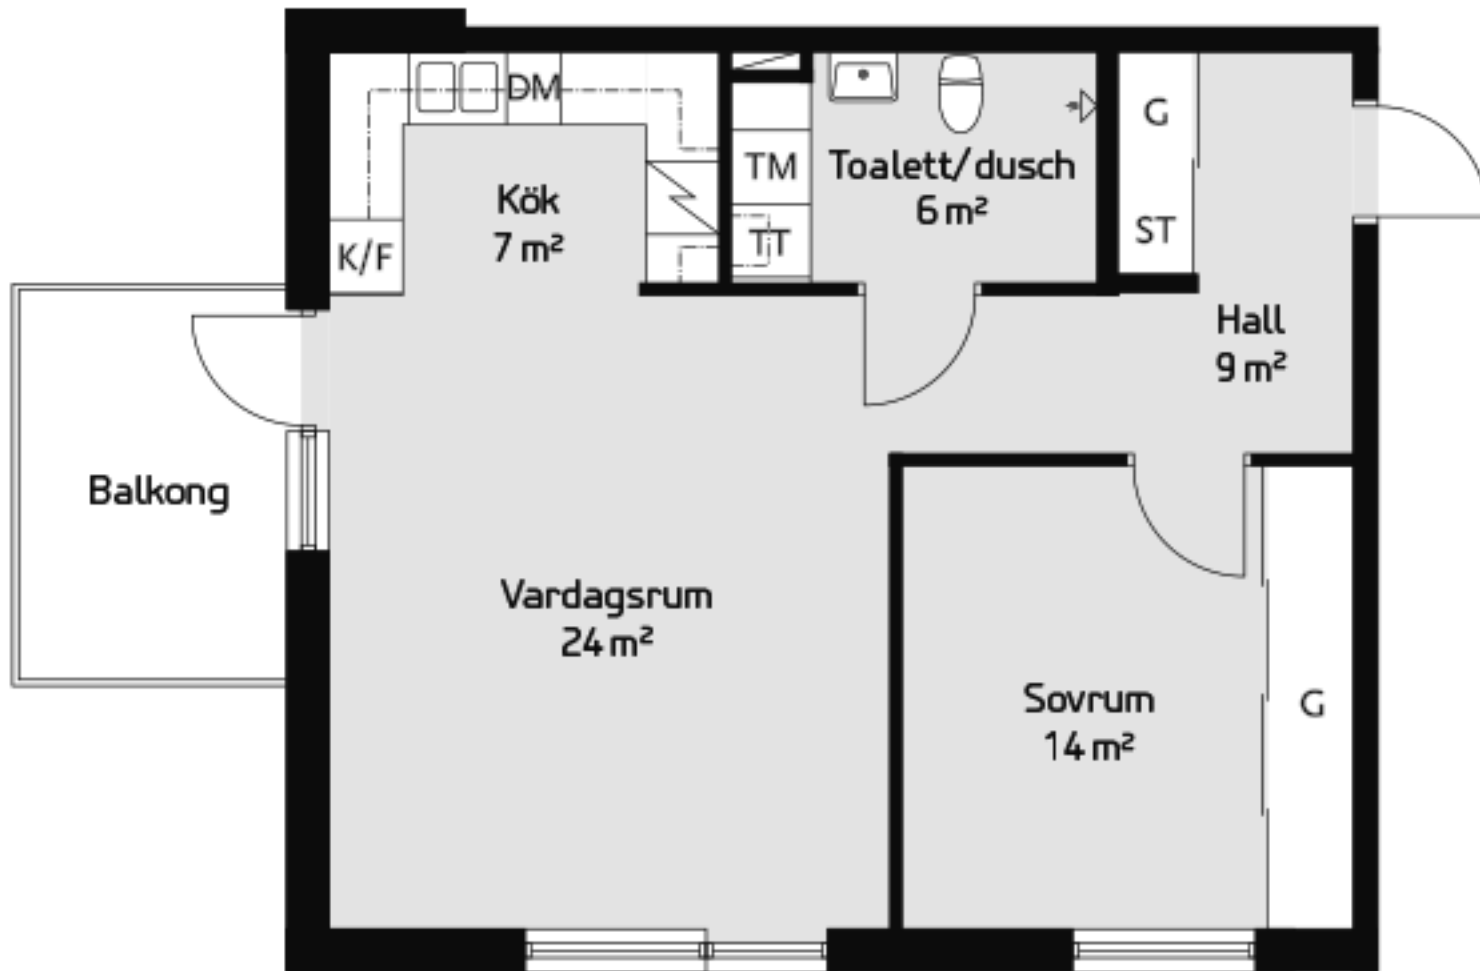 DM
G
TM
Toalett/dusch
6 m²
Kök
7 m²
ST
TT
K/F
Hall
9 m²
Balkong
Vardagsrum
24 m²
Sovrum
14 m²
G